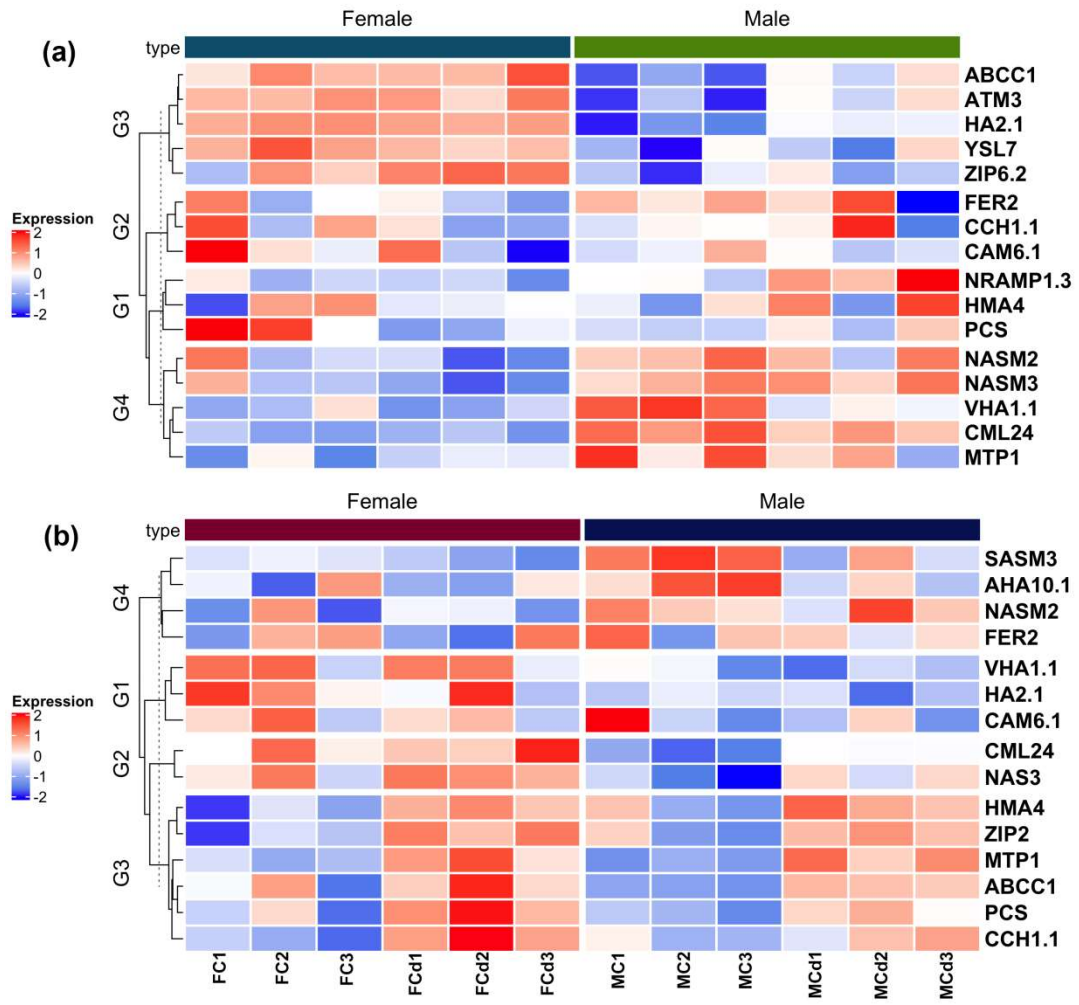 Female Male
(a)
type
G3
G2
G1
G4
ABCC1
ATM3
HA2.1
YSL7
ZIP6.2
FER2
CCH1.1
CAM6.1
NRAMP1.3
HMA4
PCS
NASM2
NASM3
VHA1.1
CML24
MTP1
Expression
2
1
0
-1
-2
Female Male
(b)
type
G4
G1
G2
G3
SASM3
AHA10.1
NASM2
FER2
VHA1.1
HA2.1
CAM6.1
CML24
NAS3
HMA4
ZIP2
MTP1
ABCC1
PCS
CCH1.1
Expression
2
1
0
-1
-2
FC1 FC2 FC3 FCd1 FCd2 FCd3 MC1 MC2 MC3 MCd1 MCd2 MCd3